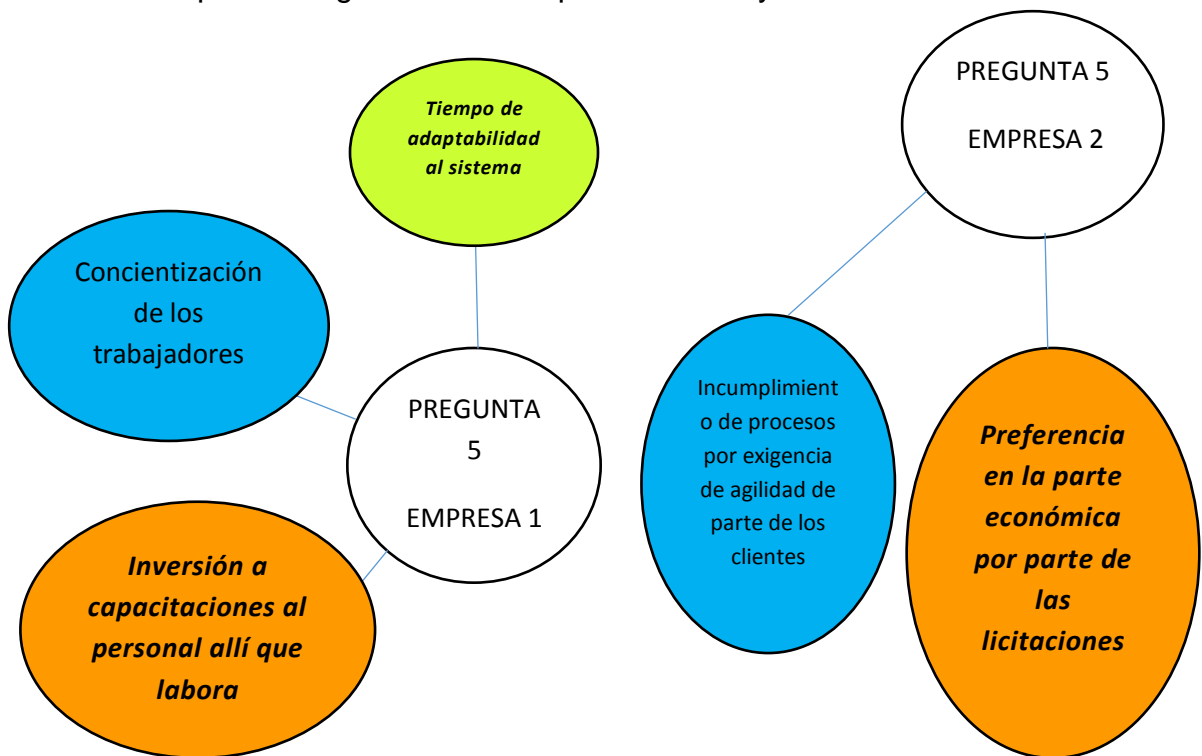 Tiempo de
adaptabilidad
al sistema
Concientización
de los
trabajadores
PREGUNTA
5
EMPRESA 1
Inversión a
capacitaciones al
personal allí que
labora
PREGUNTA 5
EMPRESA 2
Incumplimient
o de procesos
por exigencia
de agilidad de
parte de los
clientes
Preferencia
en la parte
económica
por parte de
las
licitaciones